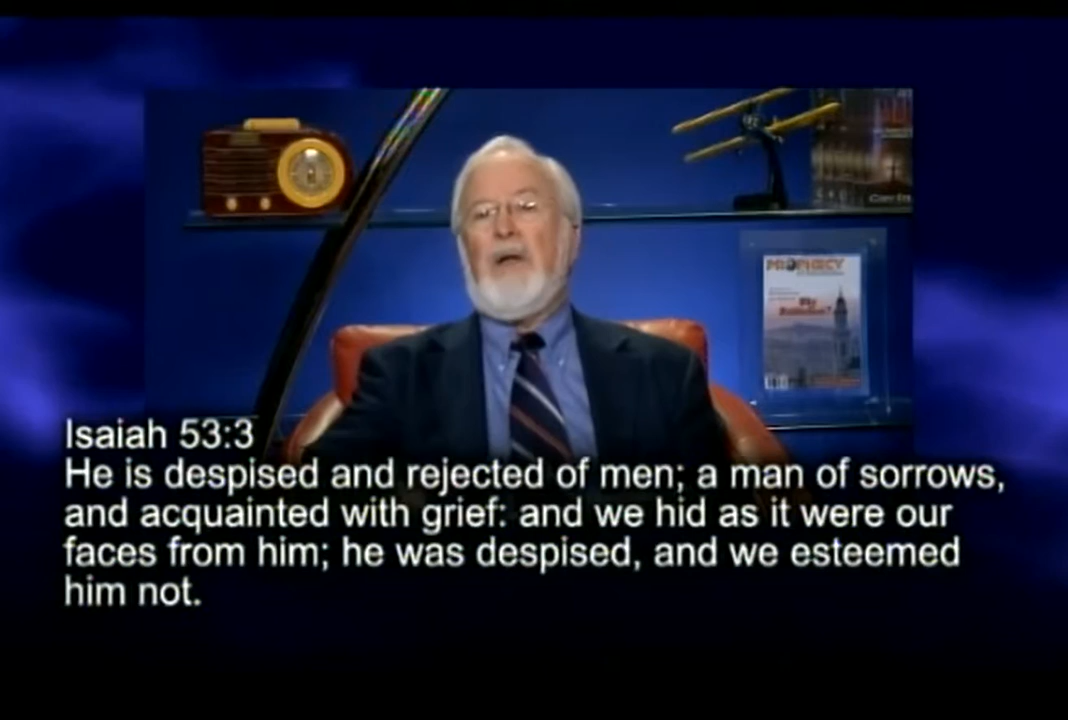 PROPHECY
Why
Isaiah 53:3
He is despised and rejected of men; a man of sorrows,
and acquainted with grief: and we hid as it were our
faces from him; he was despised, and we esteemed
him not.